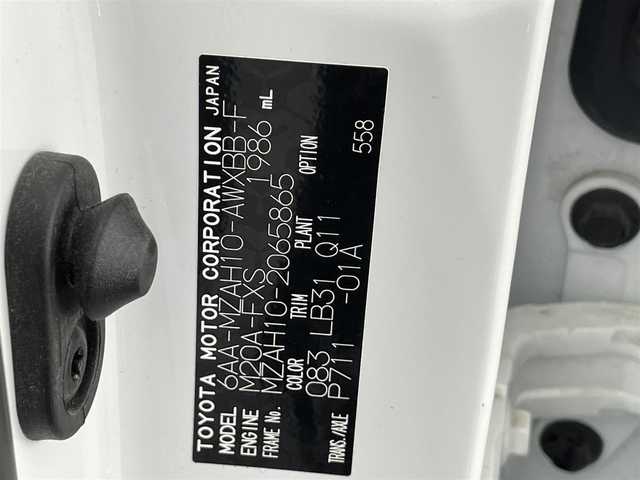 TOYOTA MOTOR CORPORATION JAPAN
MODEL 6AA-MZAH10-AWXBB-F
ENGINE M20A-FXS 1986 mL
FRAME No. MZAH10-2065865
COLOR TRIM PLANT OPTION
083 LB31 Q11 558
TRANS./AXLE P711 -01A